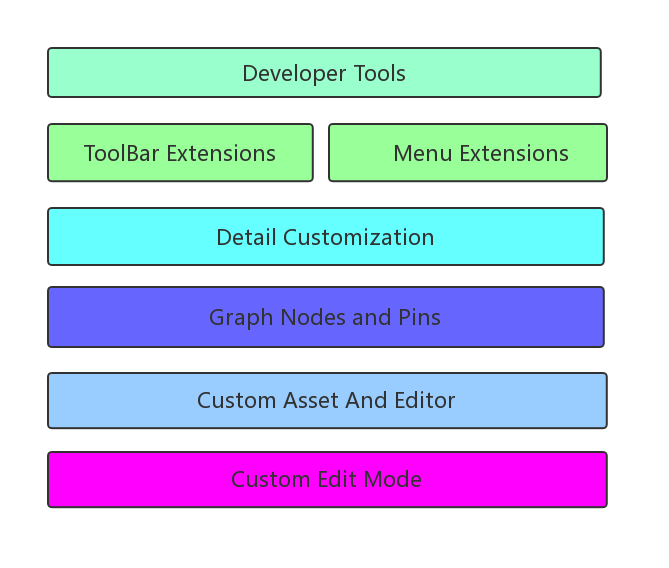 Developer Tools
ToolBar Extensions
Menu Extensions
Detail Customization
Graph Nodes and Pins
Custom Asset And Editor
Custom Edit Mode